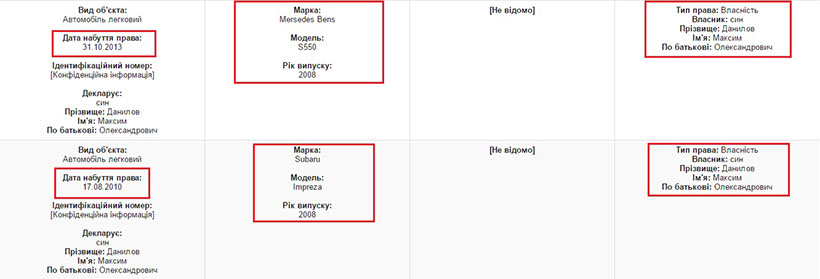 Вид об'єкта:
Автомобіль легковий
Дата набуття права:
31.10.2013
Ідентифікаційний номер:
[Конфіденційна інформація]
Декларує:
син
Прізвище: Данилов
Ім'я: Максим
По батькові: Олександрович
Марка:
Mersedes Bens
Модель:
S550
Рік випуску:
2008
[Не відомо]
Тип права: Власність
Власник: син
Прізвище: Данилов
Ім'я: Максим
По батькові: Олександрович
Вид об'єкта:
Автомобіль легковий
Дата набуття права:
17.08.2010
Ідентифікаційний номер:
[Конфіденційна інформація]
Декларує:
син
Прізвище: Данилов
Ім'я: Максим
По батькові: Олександрович
Марка:
Subaru
Модель:
Impreza
Рік випуску:
2008
[Не відомо]
Тип права: Власність
Власник: син
Прізвище: Данилов
Ім'я: Максим
По батькові: Олександрович